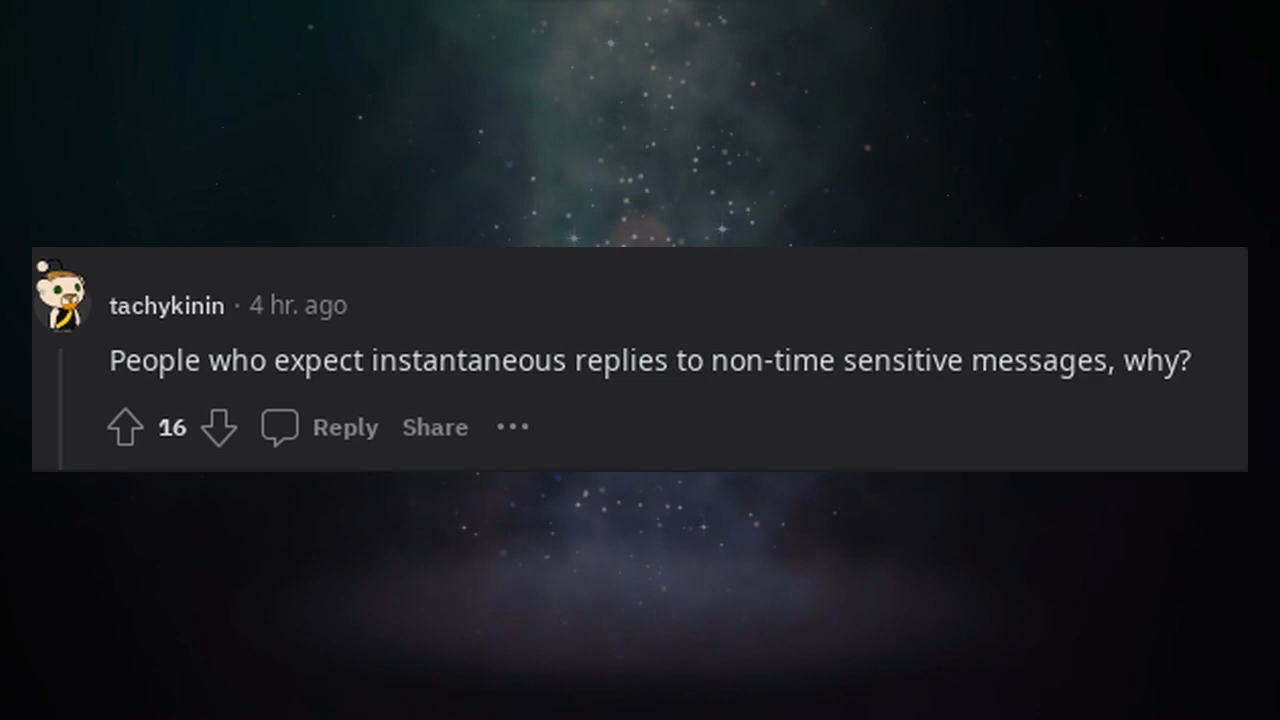 tachykinin · 4 hr. ago
People who expect instantaneous replies to non-time sensitive messages, why?
16 Reply Share ...